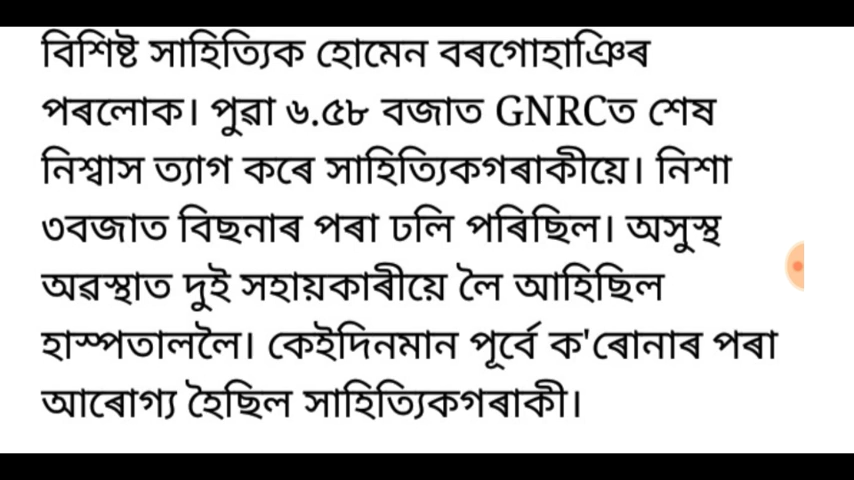 বিশিষ্ট সাহিত্যিক হোমেন বৰগোহাঞিৰ
পৰলোক। পুৱা ৬.৫৮ বজাত GNRCত শেষ
নিশ্বাস ত্যাগ কৰে সাহিত্যিকগৰাকীয়ে। নিশা
৩বজাত বিছনাৰ পৰা ঢলি পৰিছিল। অসুস্থ
অৱস্থাত দুই সহায়কাৰীয়ে লৈ আহিছিল
হাস্পতাললৈ। কেইদিনমান পূৰ্বে ক'ৰোনাৰ পৰা
আৰোগ্য হৈছিল সাহিত্যিকগৰাকী।